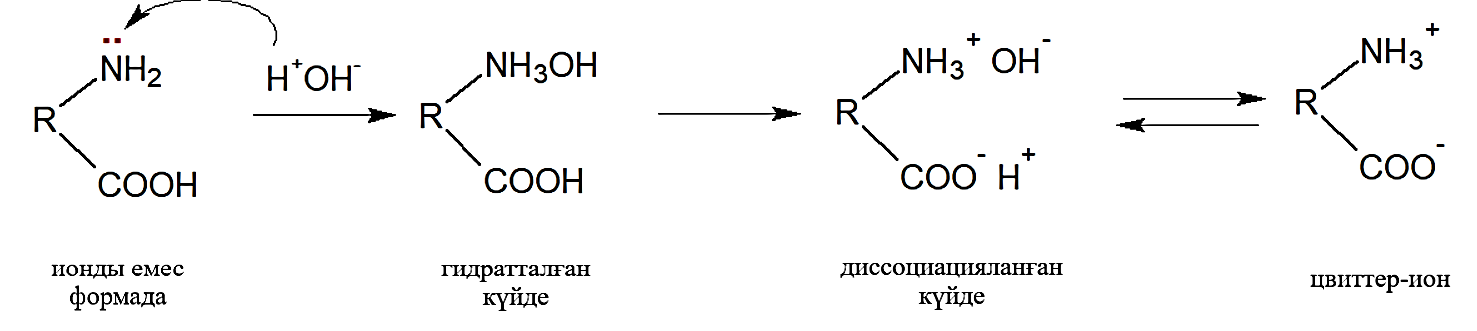 NH2
R
COOH
H+OH-
NH3OH
R
COOH
NH3+ OH-
R
COO- H+
NH3+
R
COO-
ионды емес
формада
гидратталған
күйде
диссоциацияланған
күйде
цвиттер-ион